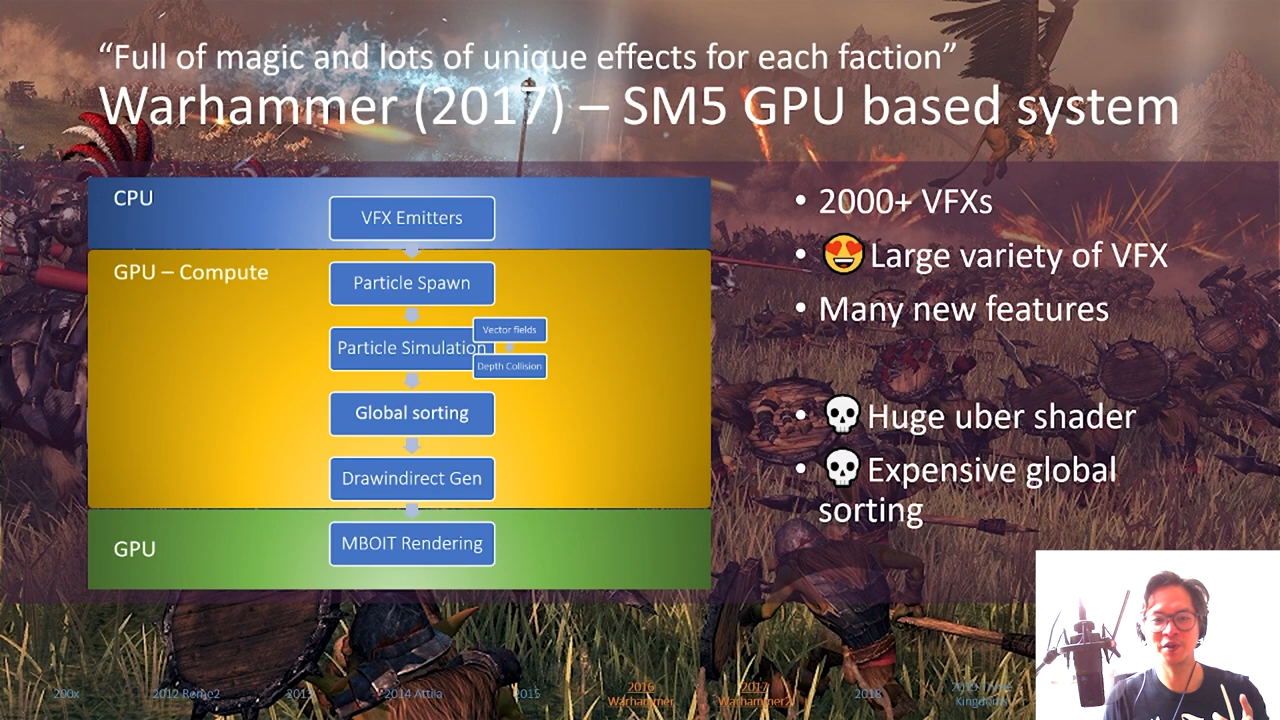 “Full of magic and lots of unique effects for each faction”
Warhammer (2017) – SM5 GPU based system
CPU
VFX Emitters
GPU – Compute
Particle Spawn
Particle Simulation
Vector fields
Depth Collision
Global sorting
Drawindirect Gen
GPU
MBOIT Rendering
• 2000+ VFXs
• 😍Large variety of VFX
• Many new features
• 💀Huge uber shader
• 💀Expensive global
sorting
200x
2012 Rome2
2014 Attila
2015
2016
Warhammer
2017
Warhammer2
2018
Kingdoms